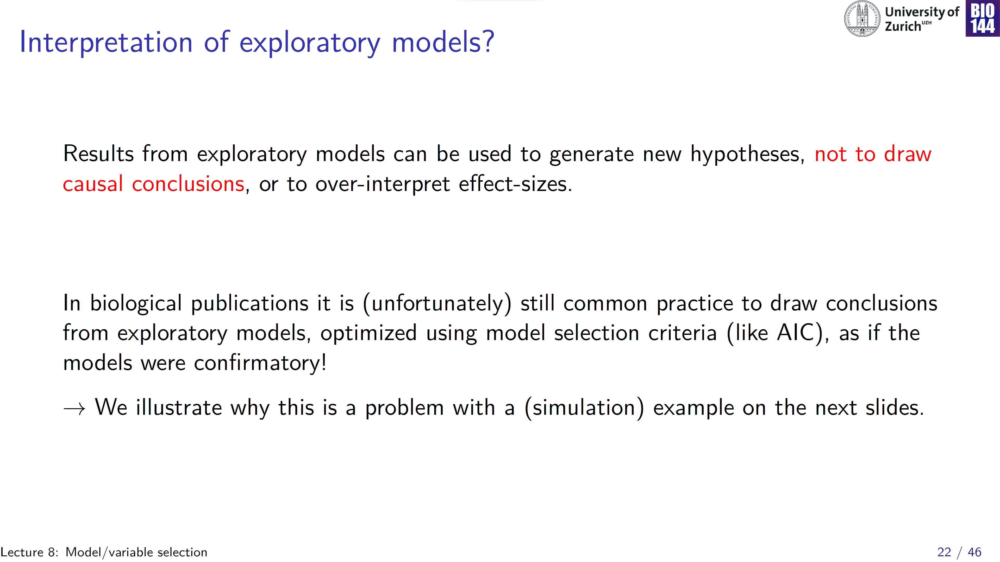 University of
Zurich UZH
BIO
144
Interpretation of exploratory models?
Results from exploratory models can be used to generate new hypotheses, not to draw
causal conclusions, or to over-interpret effect-sizes.
In biological publications it is (unfortunately) still common practice to draw conclusions
from exploratory models, optimized using model selection criteria (like AIC), as if the
models were confirmatory!
→ We illustrate why this is a problem with a (simulation) example on the next slides.
Lecture 8: Model/variable selection
22 / 46